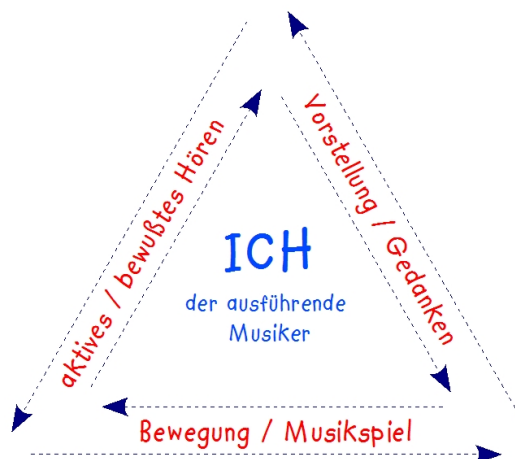 aktives / bewußtes Hören
Vorstellung / Gedanken
ICH
der ausführende
Musiker
Bewegung / Musikspiel